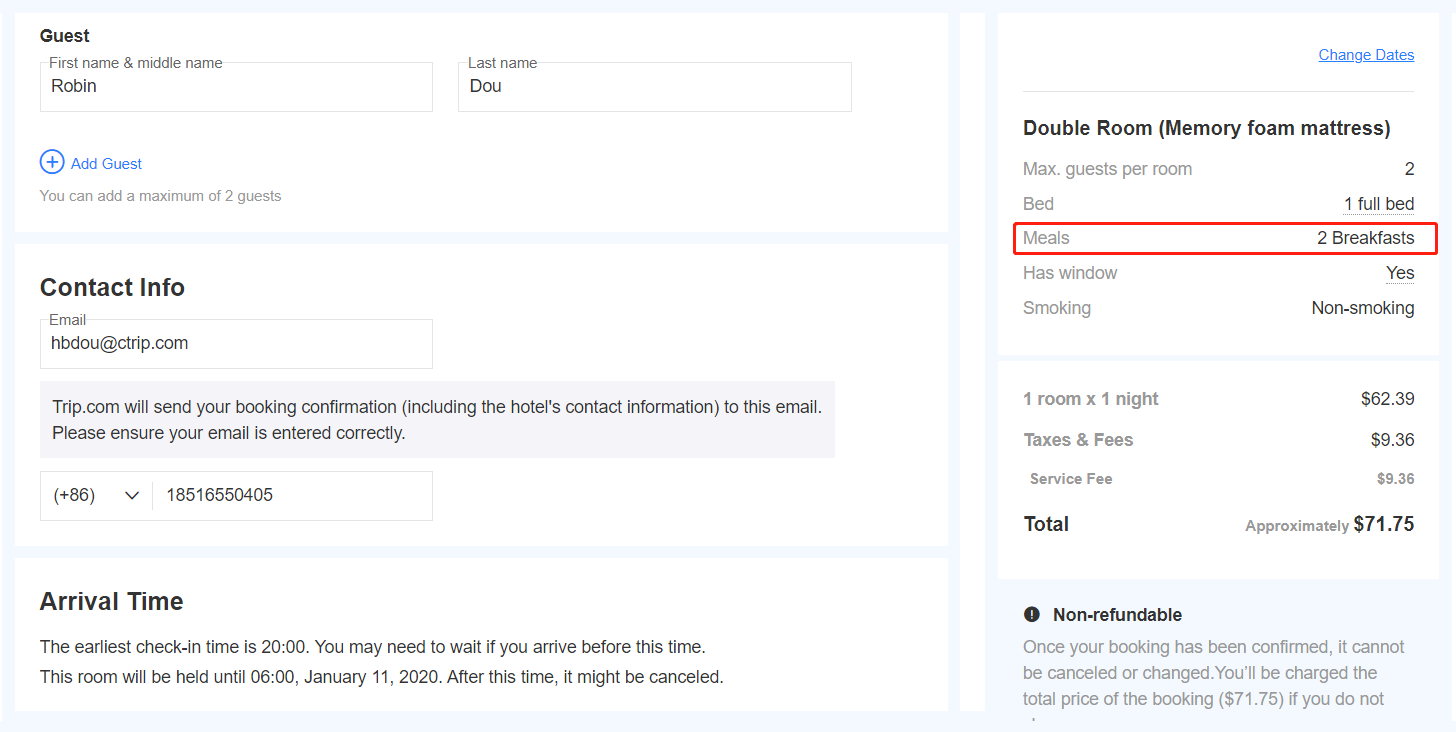 Guest
First name & middle name
Robin
Last name
Dou
Add Guest
You can add a maximum of 2 guests
Contact Info
Email
hbdou@ctrip.com
Trip.com will send your booking confirmation (including the hotel's contact information) to this email.
Please ensure your email is entered correctly.
(+86) 18516550405
Arrival Time
The earliest check-in time is 20:00. You may need to wait if you arrive before this time.
This room will be held until 06:00, January 11, 2020. After this time, it might be canceled.
Change Dates
Double Room (Memory foam mattress)
Max. guests per room 2
Bed 1 full bed
Meals 2 Breakfasts
Has window Yes
Smoking Non-smoking
1 room x 1 night $62.39
Taxes & Fees $9.36
Service Fee $9.36
Total Approximately $71.75
Non-refundable
Once your booking has been confirmed, it cannot
be canceled or changed.You’ll be charged the
total price of the booking ($71.75) if you do not